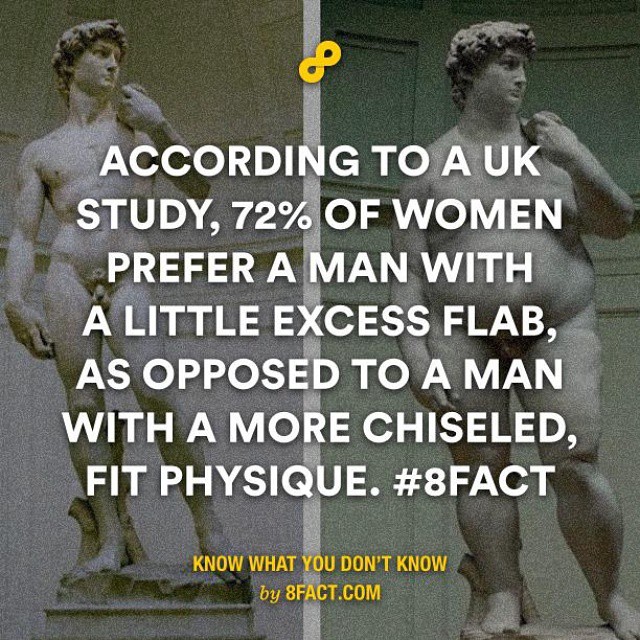 ACCORDING TO A UK
STUDY, 72% OF WOMEN
PREFER A MAN WITH
A LITTLE EXCESS FLAB,
AS OPPOSED TO A MAN
WITH A MORE CHISELED,
FIT PHYSIQUE. #8FACT
KNOW WHAT YOU DON'T KNOW
by 8FACT.COM